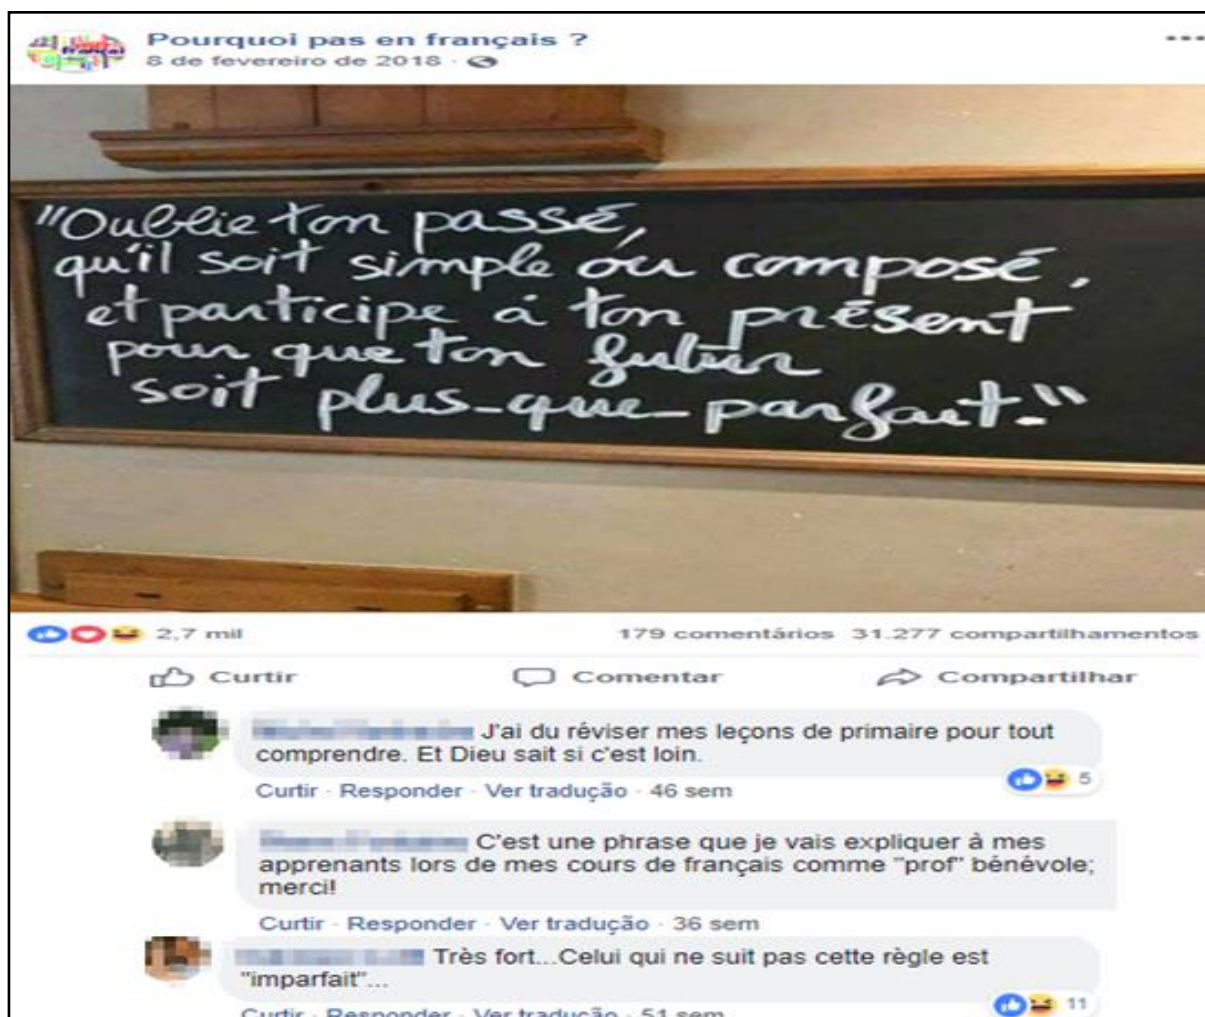 Pourquoi pas en français ?
8 de fevereiro de 2018 ·
"Oublie ton passé,
qu'il soit simple ou composé,
et participe à ton présent
pour que ton futur
soit plus-que-parfait."
2,7 mil 179 comentários 31.277 compartilhamentos
Curtir Comentar Compartilhar
J'ai du réviser mes leçons de primaire pour tout
comprendre. Et Dieu sait si c'est loin.
5
Curtir · Responder · Ver tradução · 46 sem
C'est une phrase que je vais expliquer à mes
apprenants lors de mes cours de français comme "prof" bénévole;
merci!
Curtir · Responder · Ver tradução · 36 sem
Très fort...Celui qui ne suit pas cette règle est
"imparfait"...
11
Curtir · Responder · Ver tradução · 51 sem